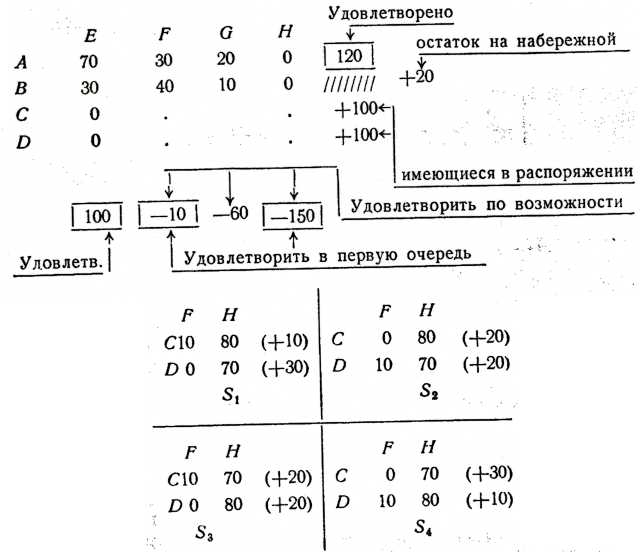 Удовлетворено
E F G H
остаток на набережной
A 70 30 20 0 120
B 30 40 10 0 //////// +20
C 0 . . +100
D 0 . . +100
имеющиеся в распоряжении
100 —10 —60 —150
Удовлетворить по возможности
Удовлетв.
Удовлетворить в первую очередь
F H
C10 80 (+10)
D 0 70 (+30)
S₁
F H
C 0 80 (+20)
D 10 70 (+20)
S₂
F H
C10 70 (+20)
D 0 80 (+20)
S₃
F H
C 0 70 (+30)
D 10 80 (+10)
S₄